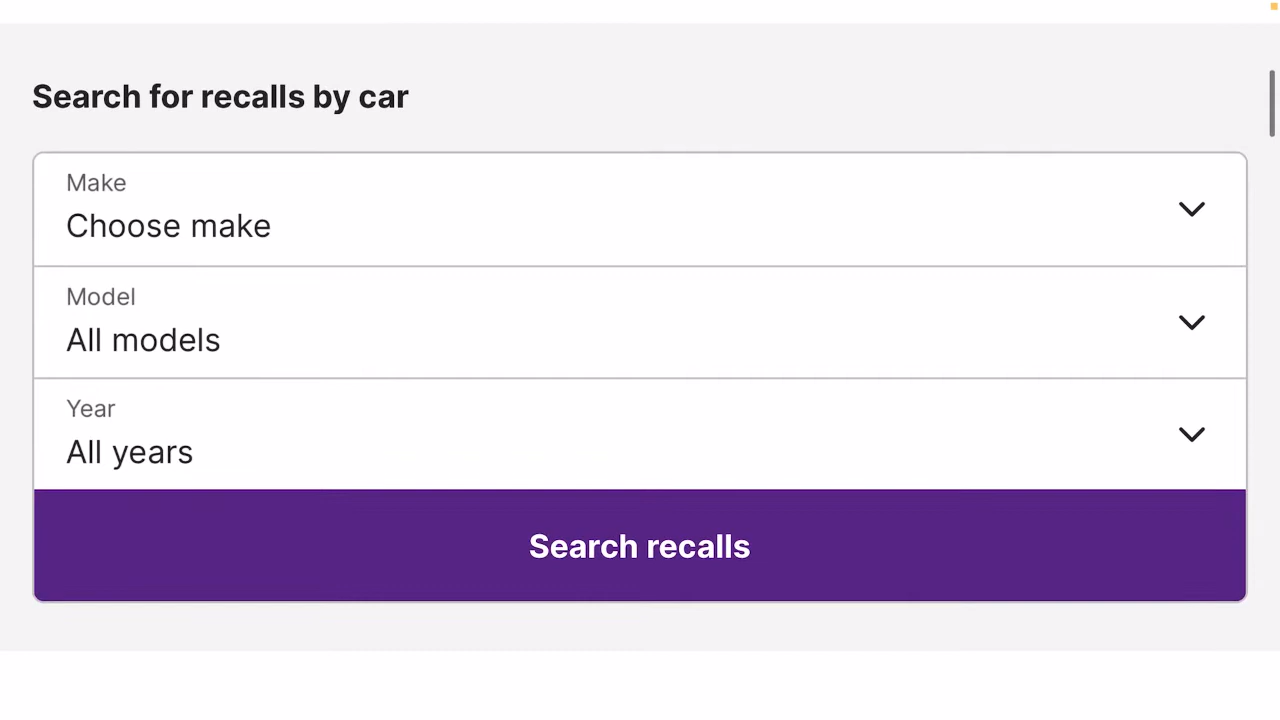 Search for recalls by car
Make
Choose make
Model
All models
Year
All years
Search recalls